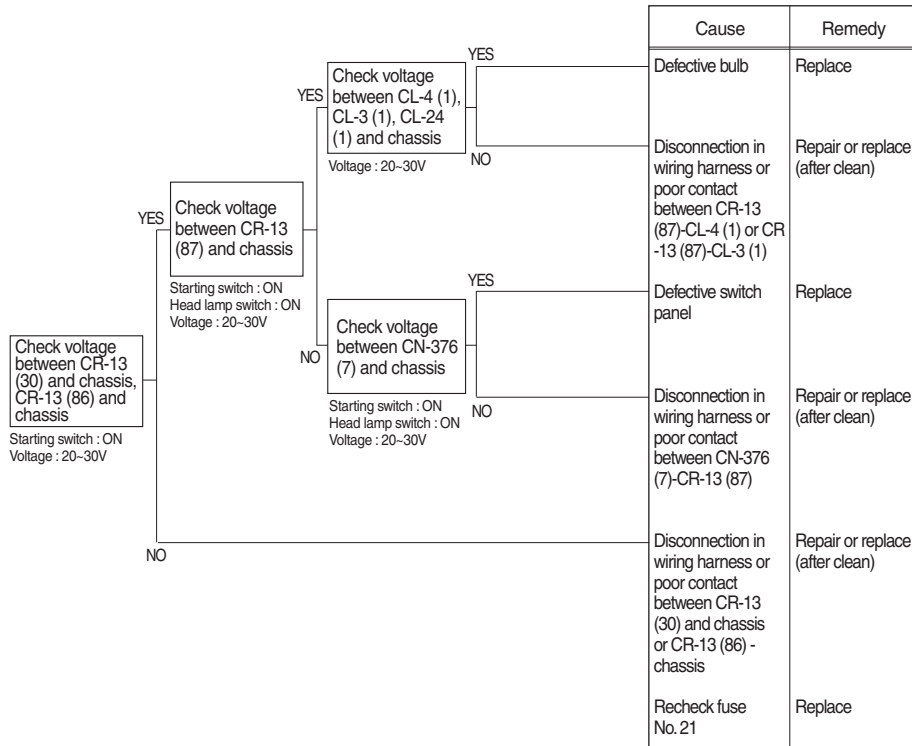 Cause Remedy
YES
Defective bulb Replace
Check voltage
between CL-4 (1),
CL-3 (1), CL-24
(1) and chassis
YES
Voltage : 20~30V
NO
Disconnection in
wiring harness or
poor contact
between CR-13
(87)-CL-4 (1) or CR
-13 (87)-CL-3 (1)
Repair or replace
(after clean)
YES
Check voltage
between CR-13
(87) and chassis
Starting switch : ON
Head lamp switch : ON
Voltage : 20~30V
YES
Defective switch
panel
Replace
NO
Check voltage
between CN-376
(7) and chassis
Starting switch : ON
Head lamp switch : ON
Voltage : 20~30V
NO
Disconnection in
wiring harness or
poor contact
between CN-376
(7)-CR-13 (87)
Repair or replace
(after clean)
Check voltage
between CR-13
(30) and chassis,
CR-13 (86) and
chassis
Starting switch : ON
Voltage : 20~30V
NO
Disconnection in
wiring harness or
poor contact
between CR-13
(30) and chassis
or CR-13 (86) -
chassis
Repair or replace
(after clean)
Recheck fuse
No. 21
Replace